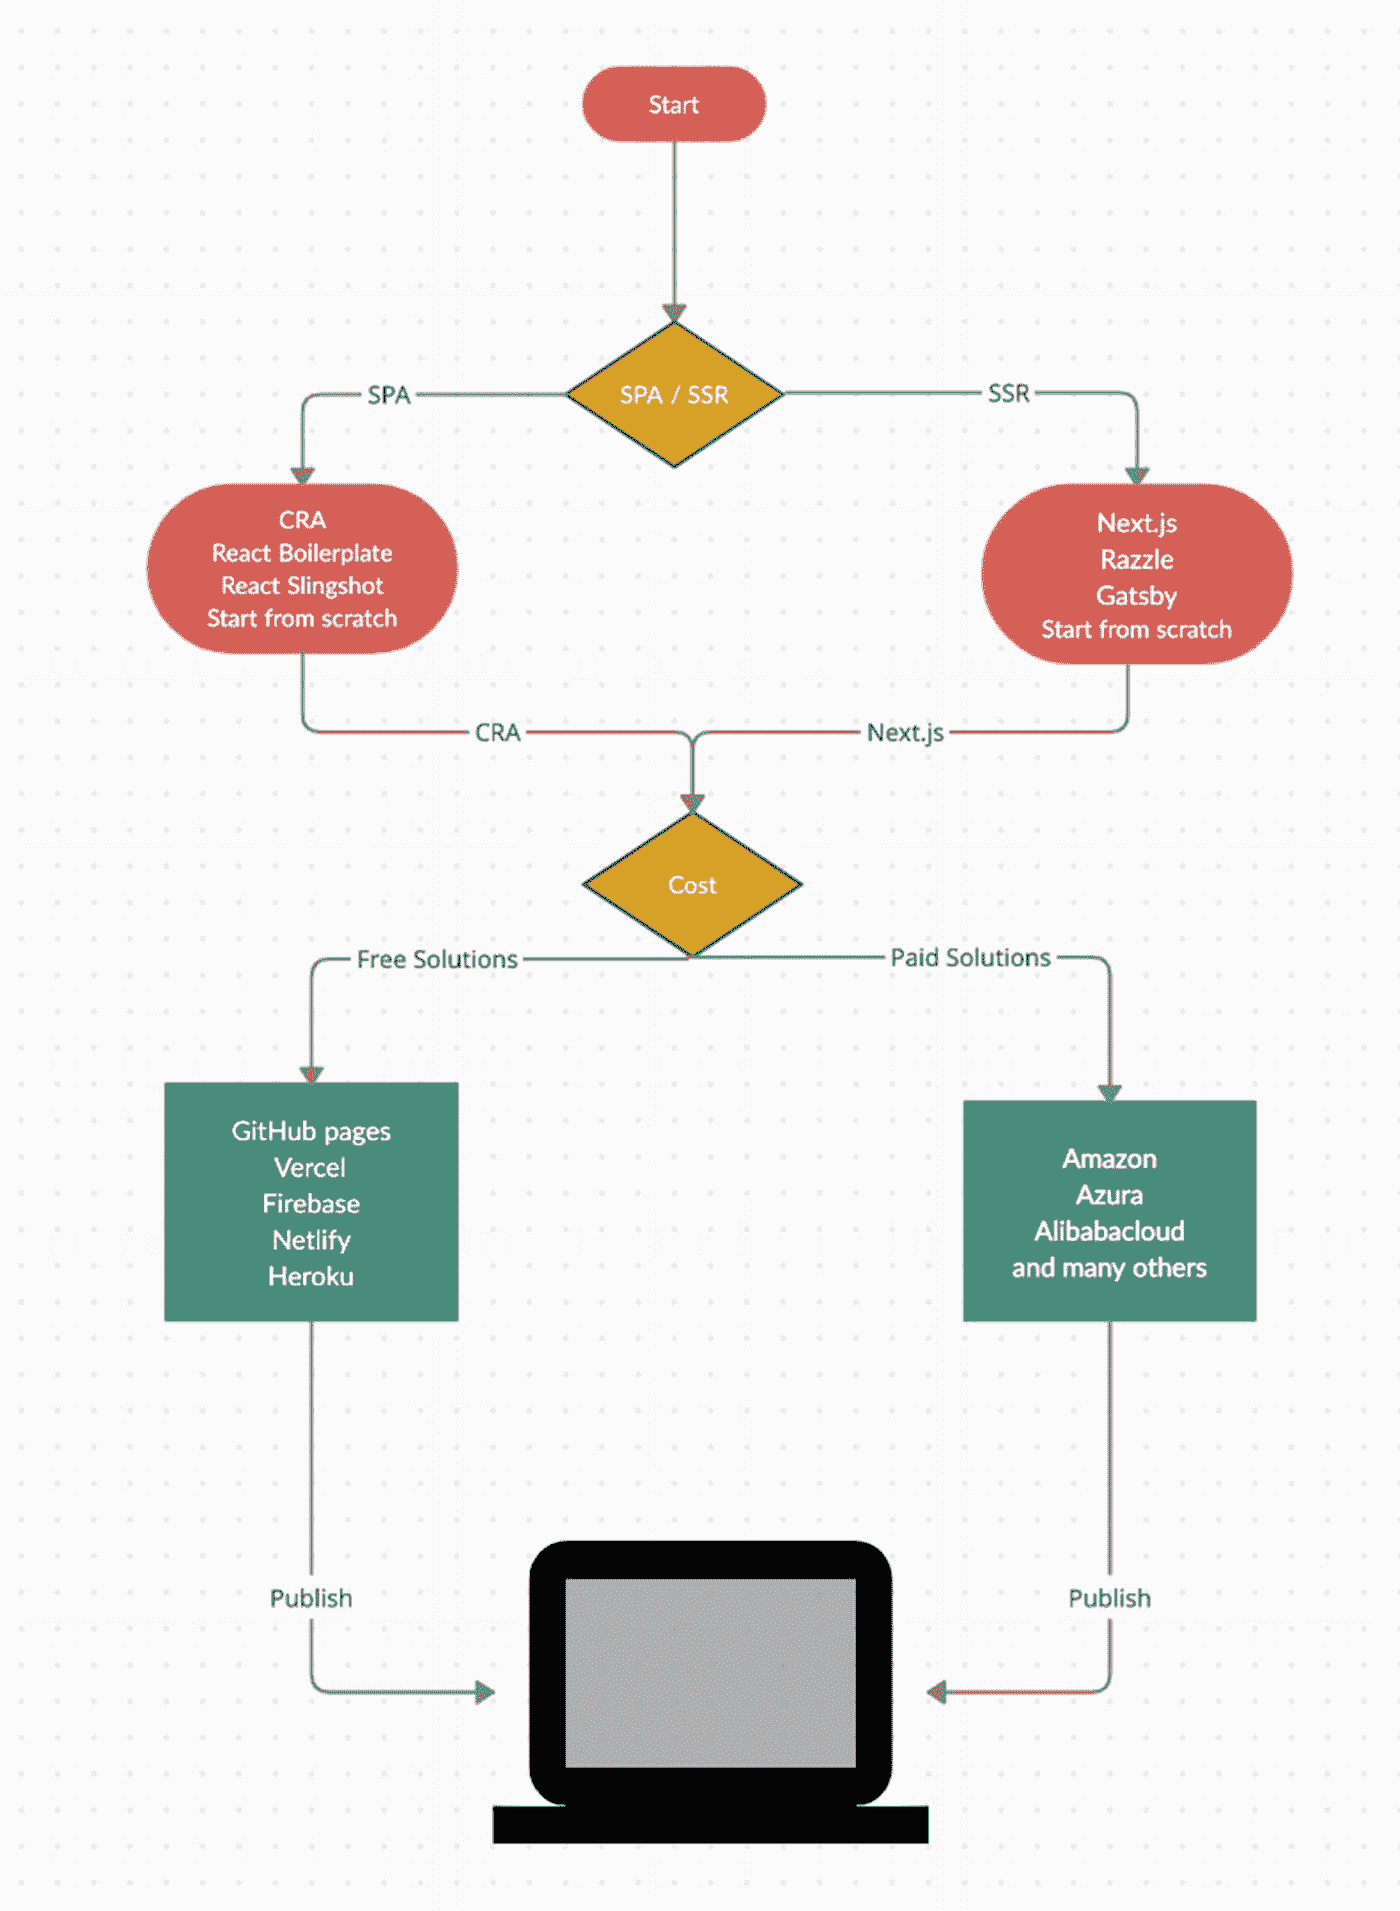 Start
SPA / SSR
SPA
SSR
CRA
React Boilerplate
React Slingshot
Start from scratch
Next.js
Razzle
Gatsby
Start from scratch
CRA
Next.js
Cost
Free Solutions
Paid Solutions
GitHub pages
Vercel
Firebase
Netlify
Heroku
Amazon
Azura
Alibabacloud
and many others
Publish
Publish